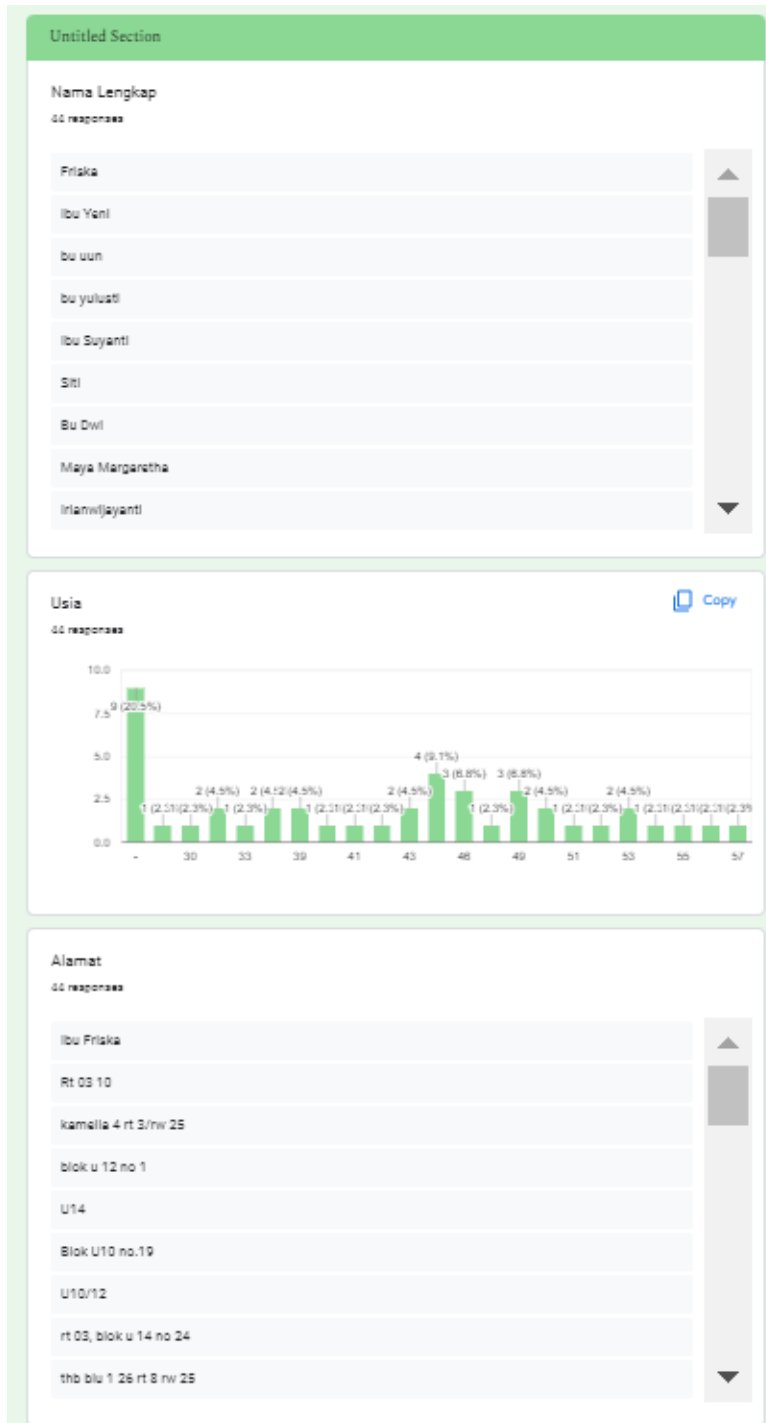 Untitled Section
Nama Lengkap
44 responses
Friska
Ibu Yeni
bu uun
bu yulusti
Ibu Suyanti
Siti
Bu Dwi
Maya Margaretha
Irianwijayanti
Usia
Copy
44 responses
10.0
7.5
5.0
2.5
0.0
9 (20.5%)
1 (2.3%)
2 (4.5%)
1 (2.3%)
2 (4.5%)
1 (2.3%)
2 (4.5%)
4 (9.1%)
3 (6.8%)
1 (2.3%)
3 (6.8%)
2 (4.5%)
1 (2.3%)
2 (4.5%)
- 30 33 39 41 43 46 49 51 53 55 57
Alamat
44 responses
Ibu Friska
Rt 03 10
kamelia 4 rt 3/rw 25
blok u 12 no 1
U14
Blok U10 no.19
U10/12
rt 03, blok u 14 no 24
thb blu 1 26 rt 8 rw 25